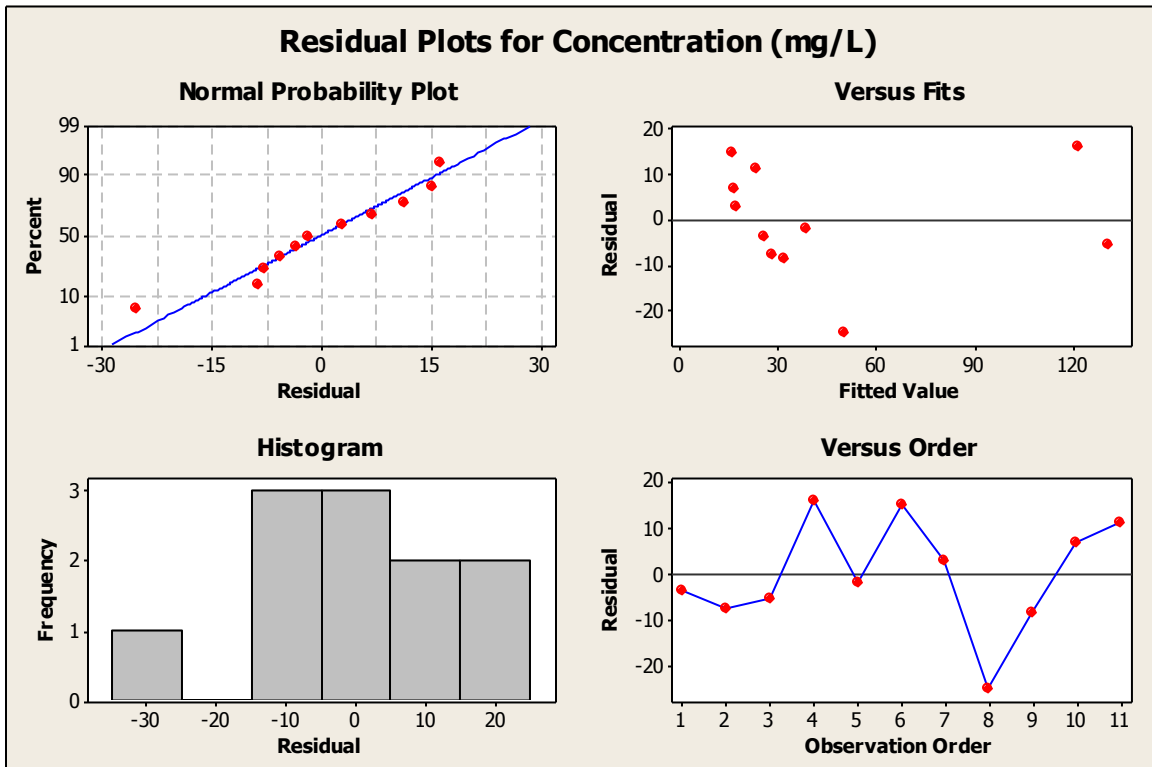 Residual Plots for Concentration (mg/L)
Normal Probability Plot
99
90
50
10
1
Percent
-30 -15 0 15 30
Residual
Versus Fits
20
10
0
-10
-20
Residual
0 30 60 90 120
Fitted Value
Histogram
3
2
1
0
Frequency
-30 -20 -10 0 10 20
Residual
Versus Order
20
10
0
-10
-20
Residual
1 2 3 4 5 6 7 8 9 10 11
Observation Order